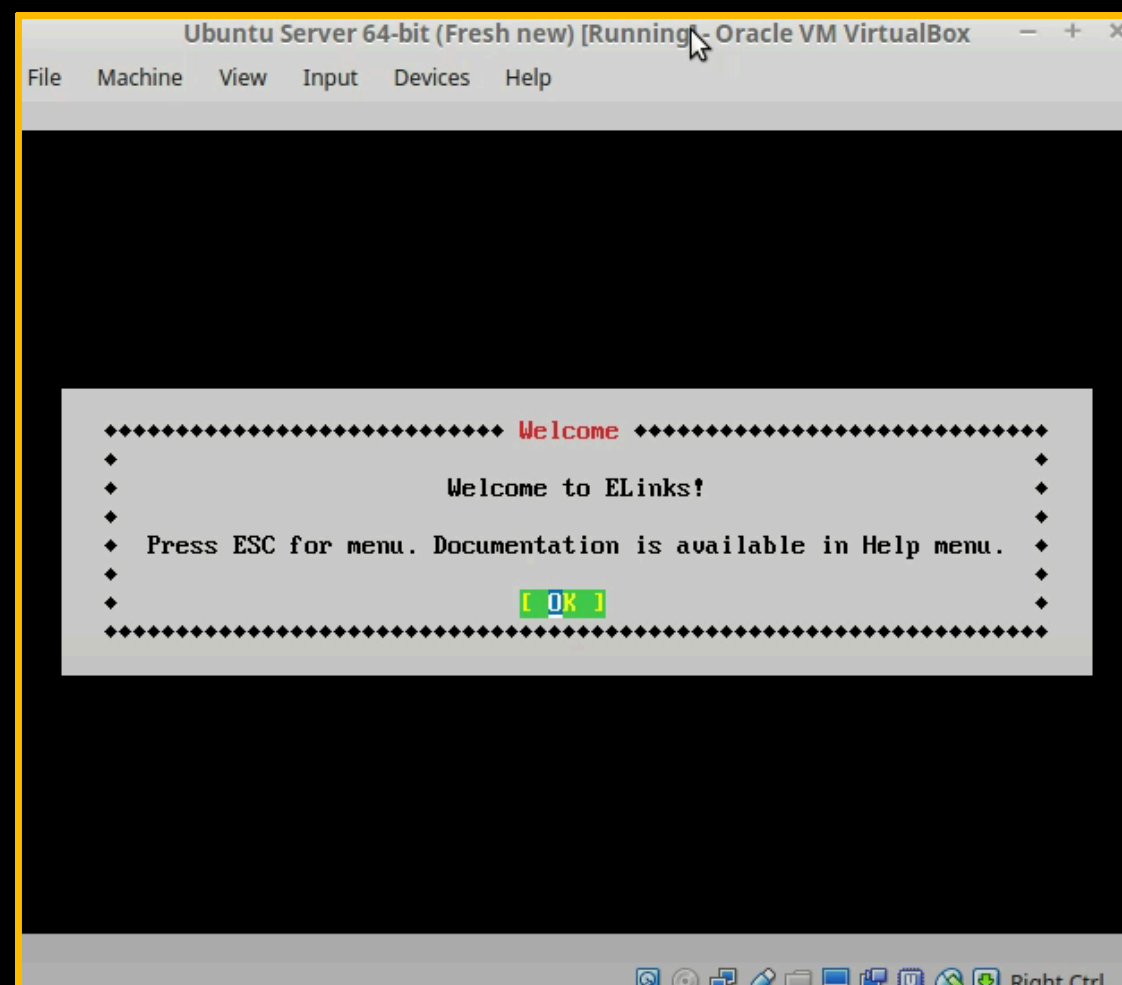 Ubuntu Server 64-bit (Fresh new) [Running] - Oracle VM VirtualBox
File Machine View Input Devices Help
Welcome
Welcome to ELinks!
Press ESC for menu. Documentation is available in Help menu.
[ OK ]
Right Ctrl